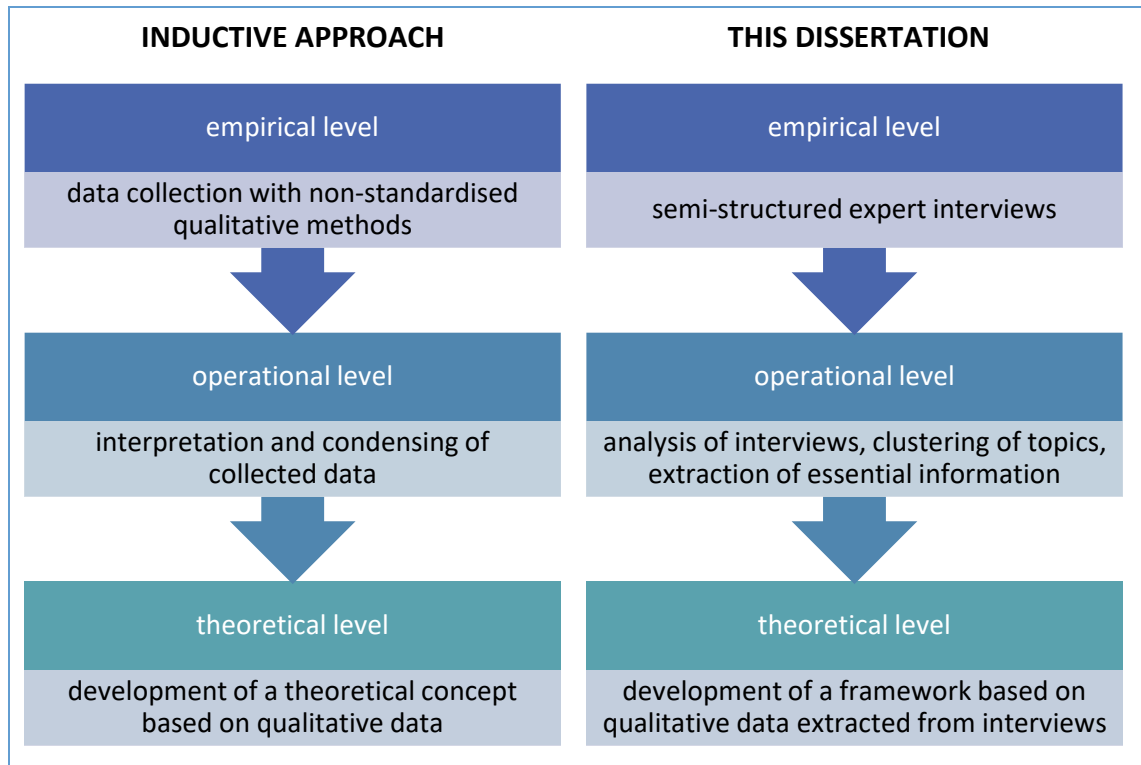 INDUCTIVE APPROACH
empirical level
data collection with non-standardised
qualitative methods
operational level
interpretation and condensing of
collected data
theoretical level
development of a theoretical concept
based on qualitative data
THIS DISSERTATION
empirical level
semi-structured expert interviews
operational level
analysis of interviews, clustering of topics,
extraction of essential information
theoretical level
development of a framework based on
qualitative data extracted from interviews